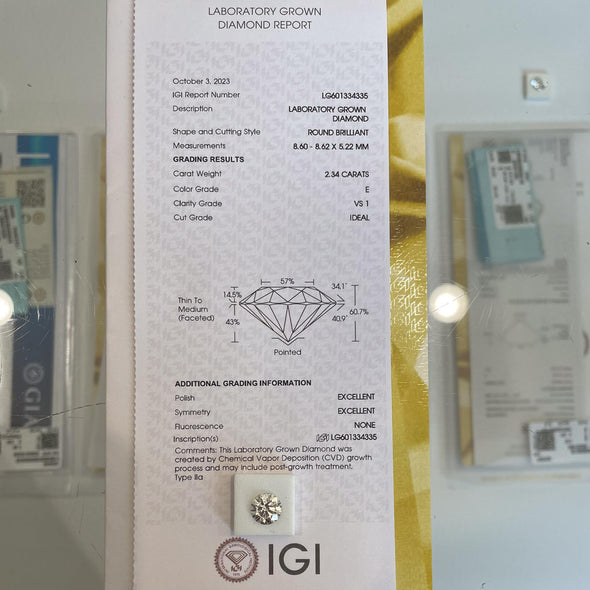 LABORATORY GROWN
DIAMOND REPORT
October 3, 2023
IGI Report Number LG601334335
Description LABORATORY GROWN
DIAMOND
Shape and Cutting Style ROUND BRILLIANT
Measurements 8.60 - 8.62 X 5.22 MM
GRADING RESULTS
Carat Weight 2.34 CARATS
Color Grade E
Clarity Grade VS 1
Cut Grade IDEAL
57%
14.5% 34.1°
Thin To
Medium
(Faceted)
60.7%
43% 40.9°
Pointed
ADDITIONAL GRADING INFORMATION
Polish EXCELLENT
Symmetry EXCELLENT
Fluorescence NONE
Inscription(s) LG601334335
Comments: This Laboratory Grown Diamond was
created by Chemical Vapor Deposition (CVD) growth
process and may include post-growth treatment.
Type IIa
IGI
IGI